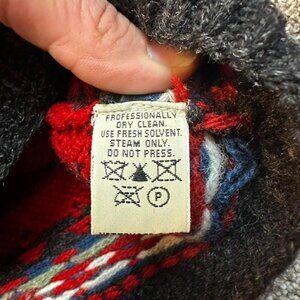 PROFESSIONALLY
DRY CLEAN.
USE FRESH SOLVENT.
STEAM ONLY.
DO NOT PRESS.
P